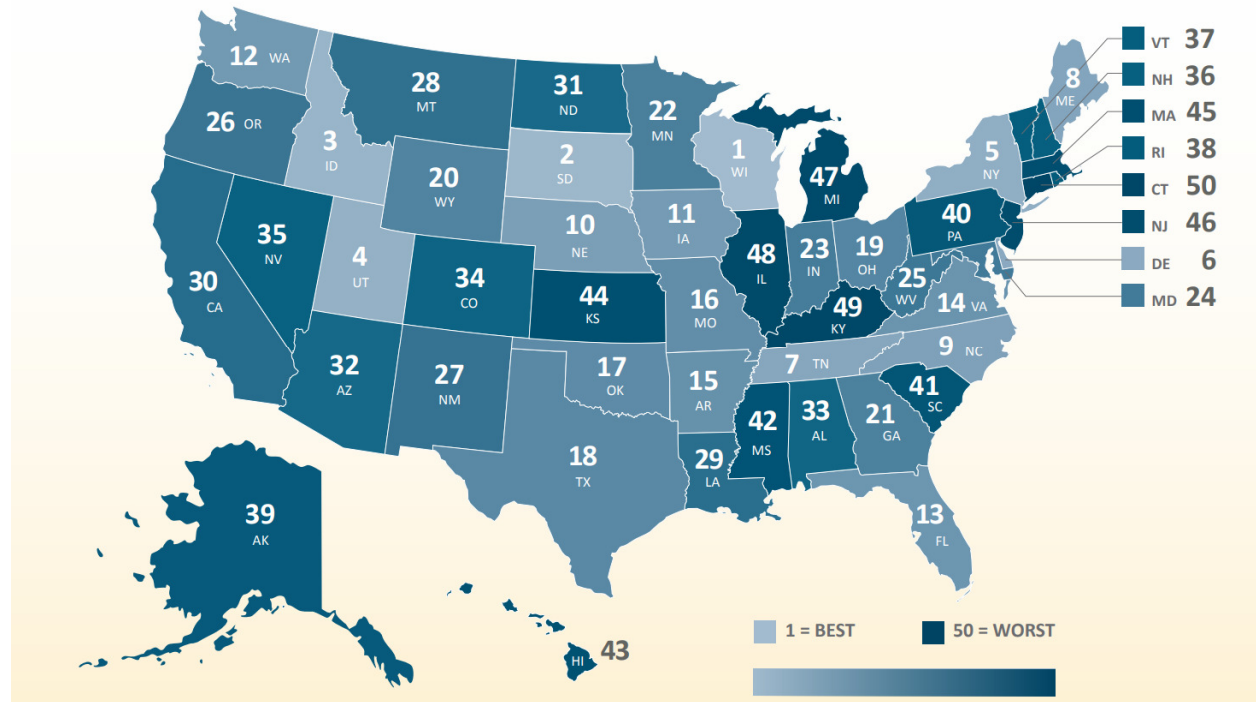 12 WA
28
MT
31
ND
22
MN
8
ME
26 OR
3
ID
2
SD
1
WI
47
MI
5
NY
20
WY
10
NE
11
IA
40
PA
35
NV
4
UT
34
CO
44
KS
48
IL
23
IN
19
OH
25
WV
14 VA
30
CA
16
MO
49
KY
32
AZ
27
NM
17
OK
15
AR
7 TN
9 NC
41
SC
18
TX
29
LA
42
MS
33
AL
21
GA
13
FL
39
AK
HI 43
VT 37
NH 36
MA 45
RI 38
CT 50
NJ 46
DE 6
MD 24
1 = BEST
50 = WORST